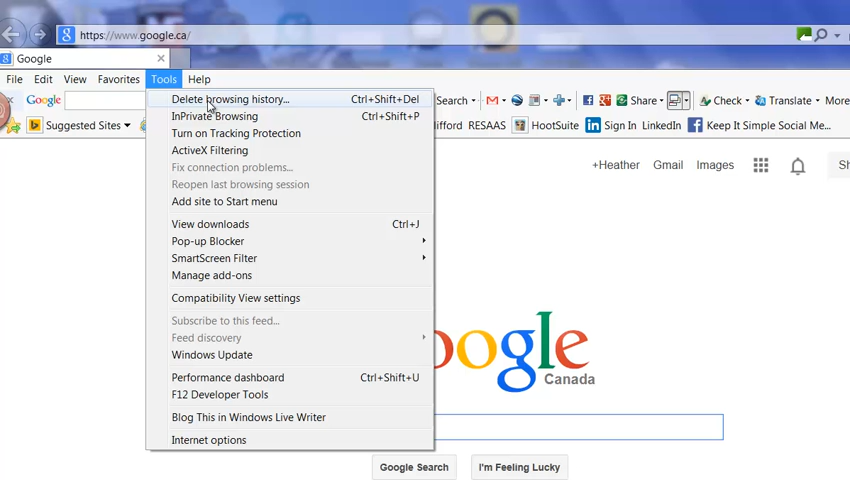 https://www.google.ca/
Google
File Edit View Favorites Tools Help
Google Search Share Check Translate
Suggested Sites lifford RESAAS HootSuite Sign In LinkedIn Keep It Simple Social Me...
Delete browsing history... Ctrl+Shift+Del
InPrivate Browsing Ctrl+Shift+P
Turn on Tracking Protection
ActiveX Filtering
Fix connection problems...
Reopen last browsing session
Add site to Start menu
View downloads Ctrl+J
Pop-up Blocker
SmartScreen Filter
Manage add-ons
Compatibility View settings
Subscribe to this feed...
Feed discovery
Windows Update
Performance dashboard Ctrl+Shift+U
F12 Developer Tools
Blog This in Windows Live Writer
Internet options
+Heather Gmail Images Sh
oogle
Canada
Google Search I'm Feeling Lucky